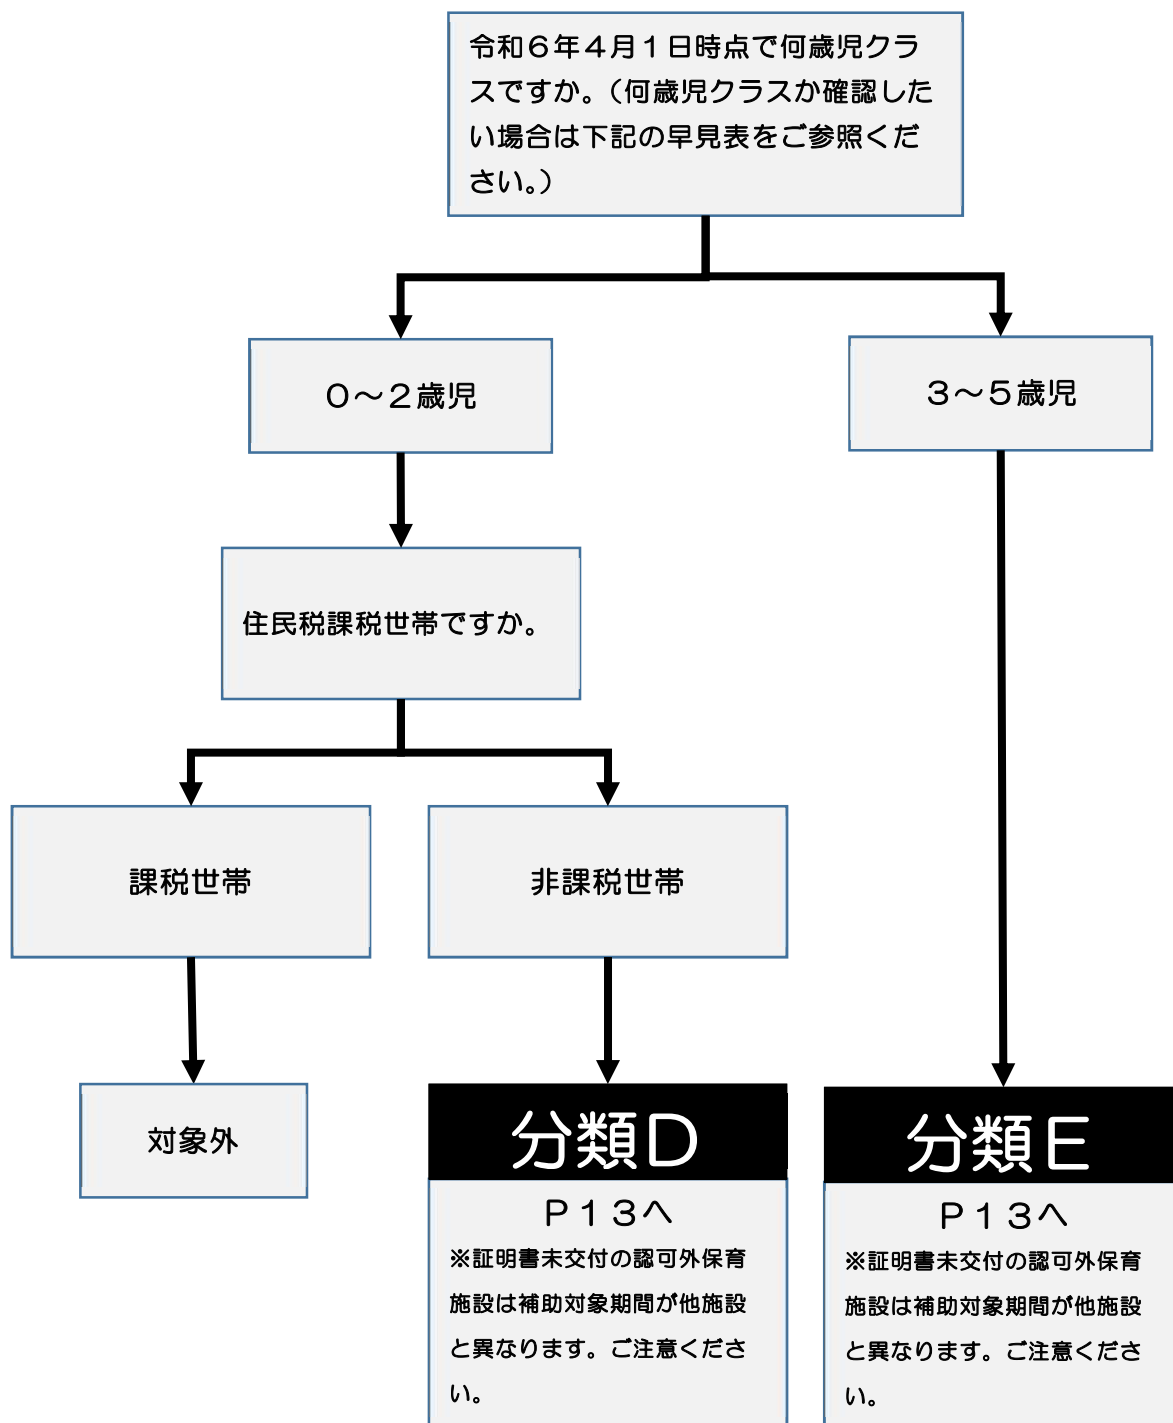 令和６年４月１日時点で何歳児クラ
スですか。（何歳児クラスか確認した
い場合は下記の早見表をご参照くだ
さい。）
０～２歳児
３～５歳児
住民税課税世帯ですか。
課税世帯
非課税世帯
対象外
分類Ｄ
Ｐ１３へ
※証明書未交付の認可外保育
施設は補助対象期間が他施設
と異なります。ご注意くださ
い。
分類Ｅ
Ｐ１３へ
※証明書未交付の認可外保育
施設は補助対象期間が他施設
と異なります。ご注意くださ
い。